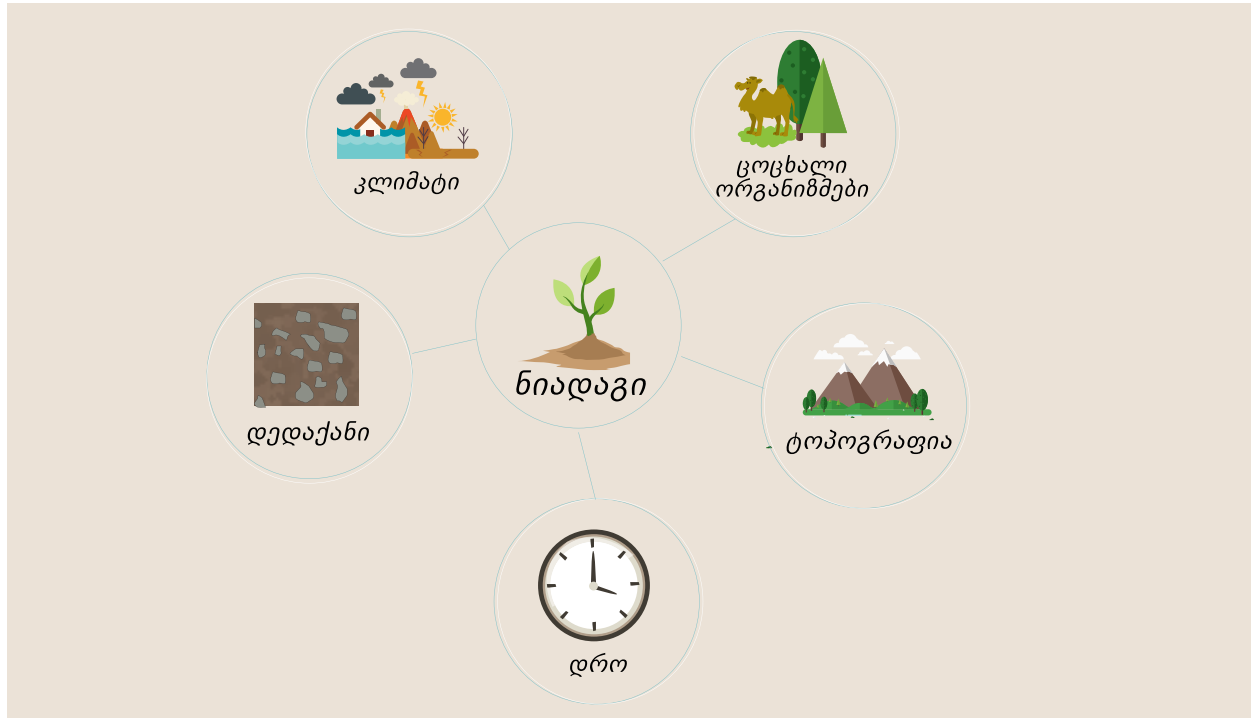 კლიმატი
ცოცხალი
ორგანიზმები
ნიადაგი
დედაქანი
ტოპოგრაფია
დრო